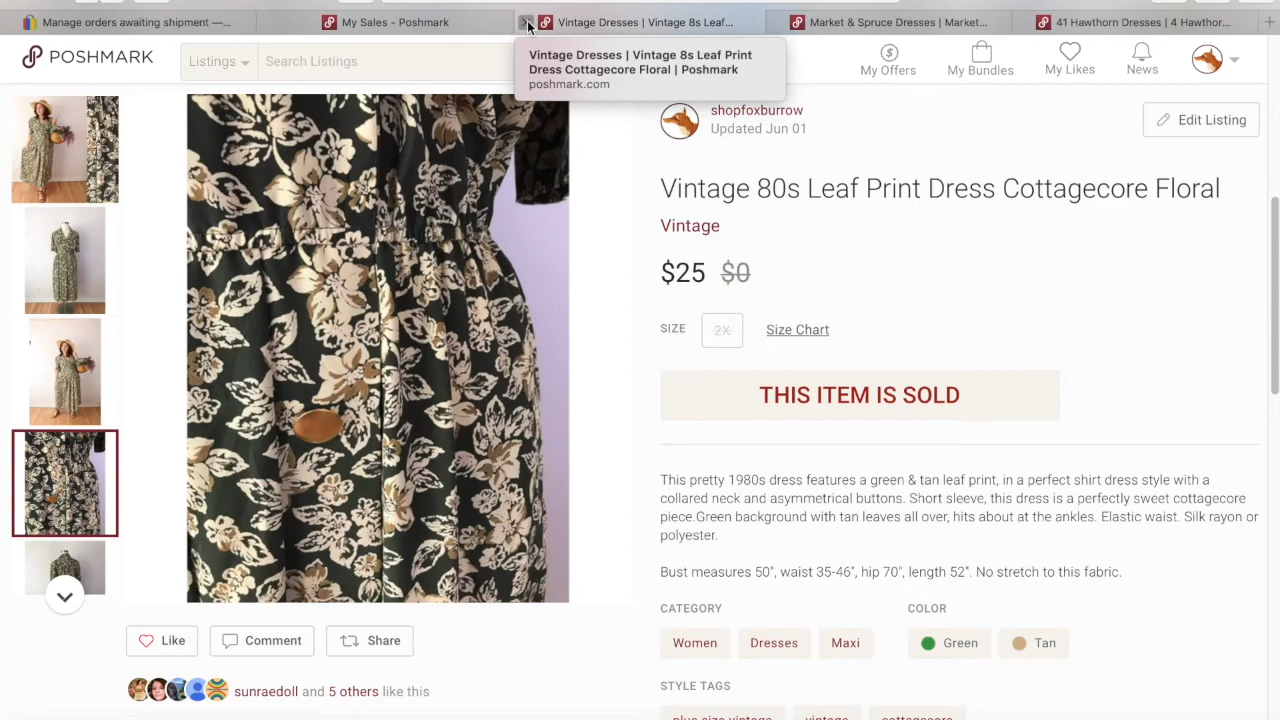 Manage orders awaiting shipment —...
My Sales - Poshmark
Vintage Dresses | Vintage 8s Leaf...
Market & Spruce Dresses | Market...
41 Hawthorn Dresses | 4 Hawthor...
POSHMARK
Listings
Search Listings
Vintage Dresses | Vintage 8s Leaf Print
Dress Cottagecore Floral | Poshmark
poshmark.com
My Offers
My Bundles
My Likes
News
shopfoxburrow
Updated Jun 01
Edit Listing
Vintage 80s Leaf Print Dress Cottagecore Floral
Vintage
$25 $0
SIZE
2X
Size Chart
THIS ITEM IS SOLD
This pretty 1980s dress features a green & tan leaf print, in a perfect shirt dress style with a
collared neck and asymmetrical buttons. Short sleeve, this dress is a perfectly sweet cottagecore
piece.Green background with tan leaves all over, hits about at the ankles. Elastic waist. Silk rayon or
polyester.
Bust measures 50", waist 35-46", hip 70", length 52". No stretch to this fabric.
CATEGORY
Women
Dresses
Maxi
COLOR
Green
Tan
STYLE TAGS
plus size vintage
vintage
cottagecore
Like
Comment
Share
sunraedoll and 5 others like this